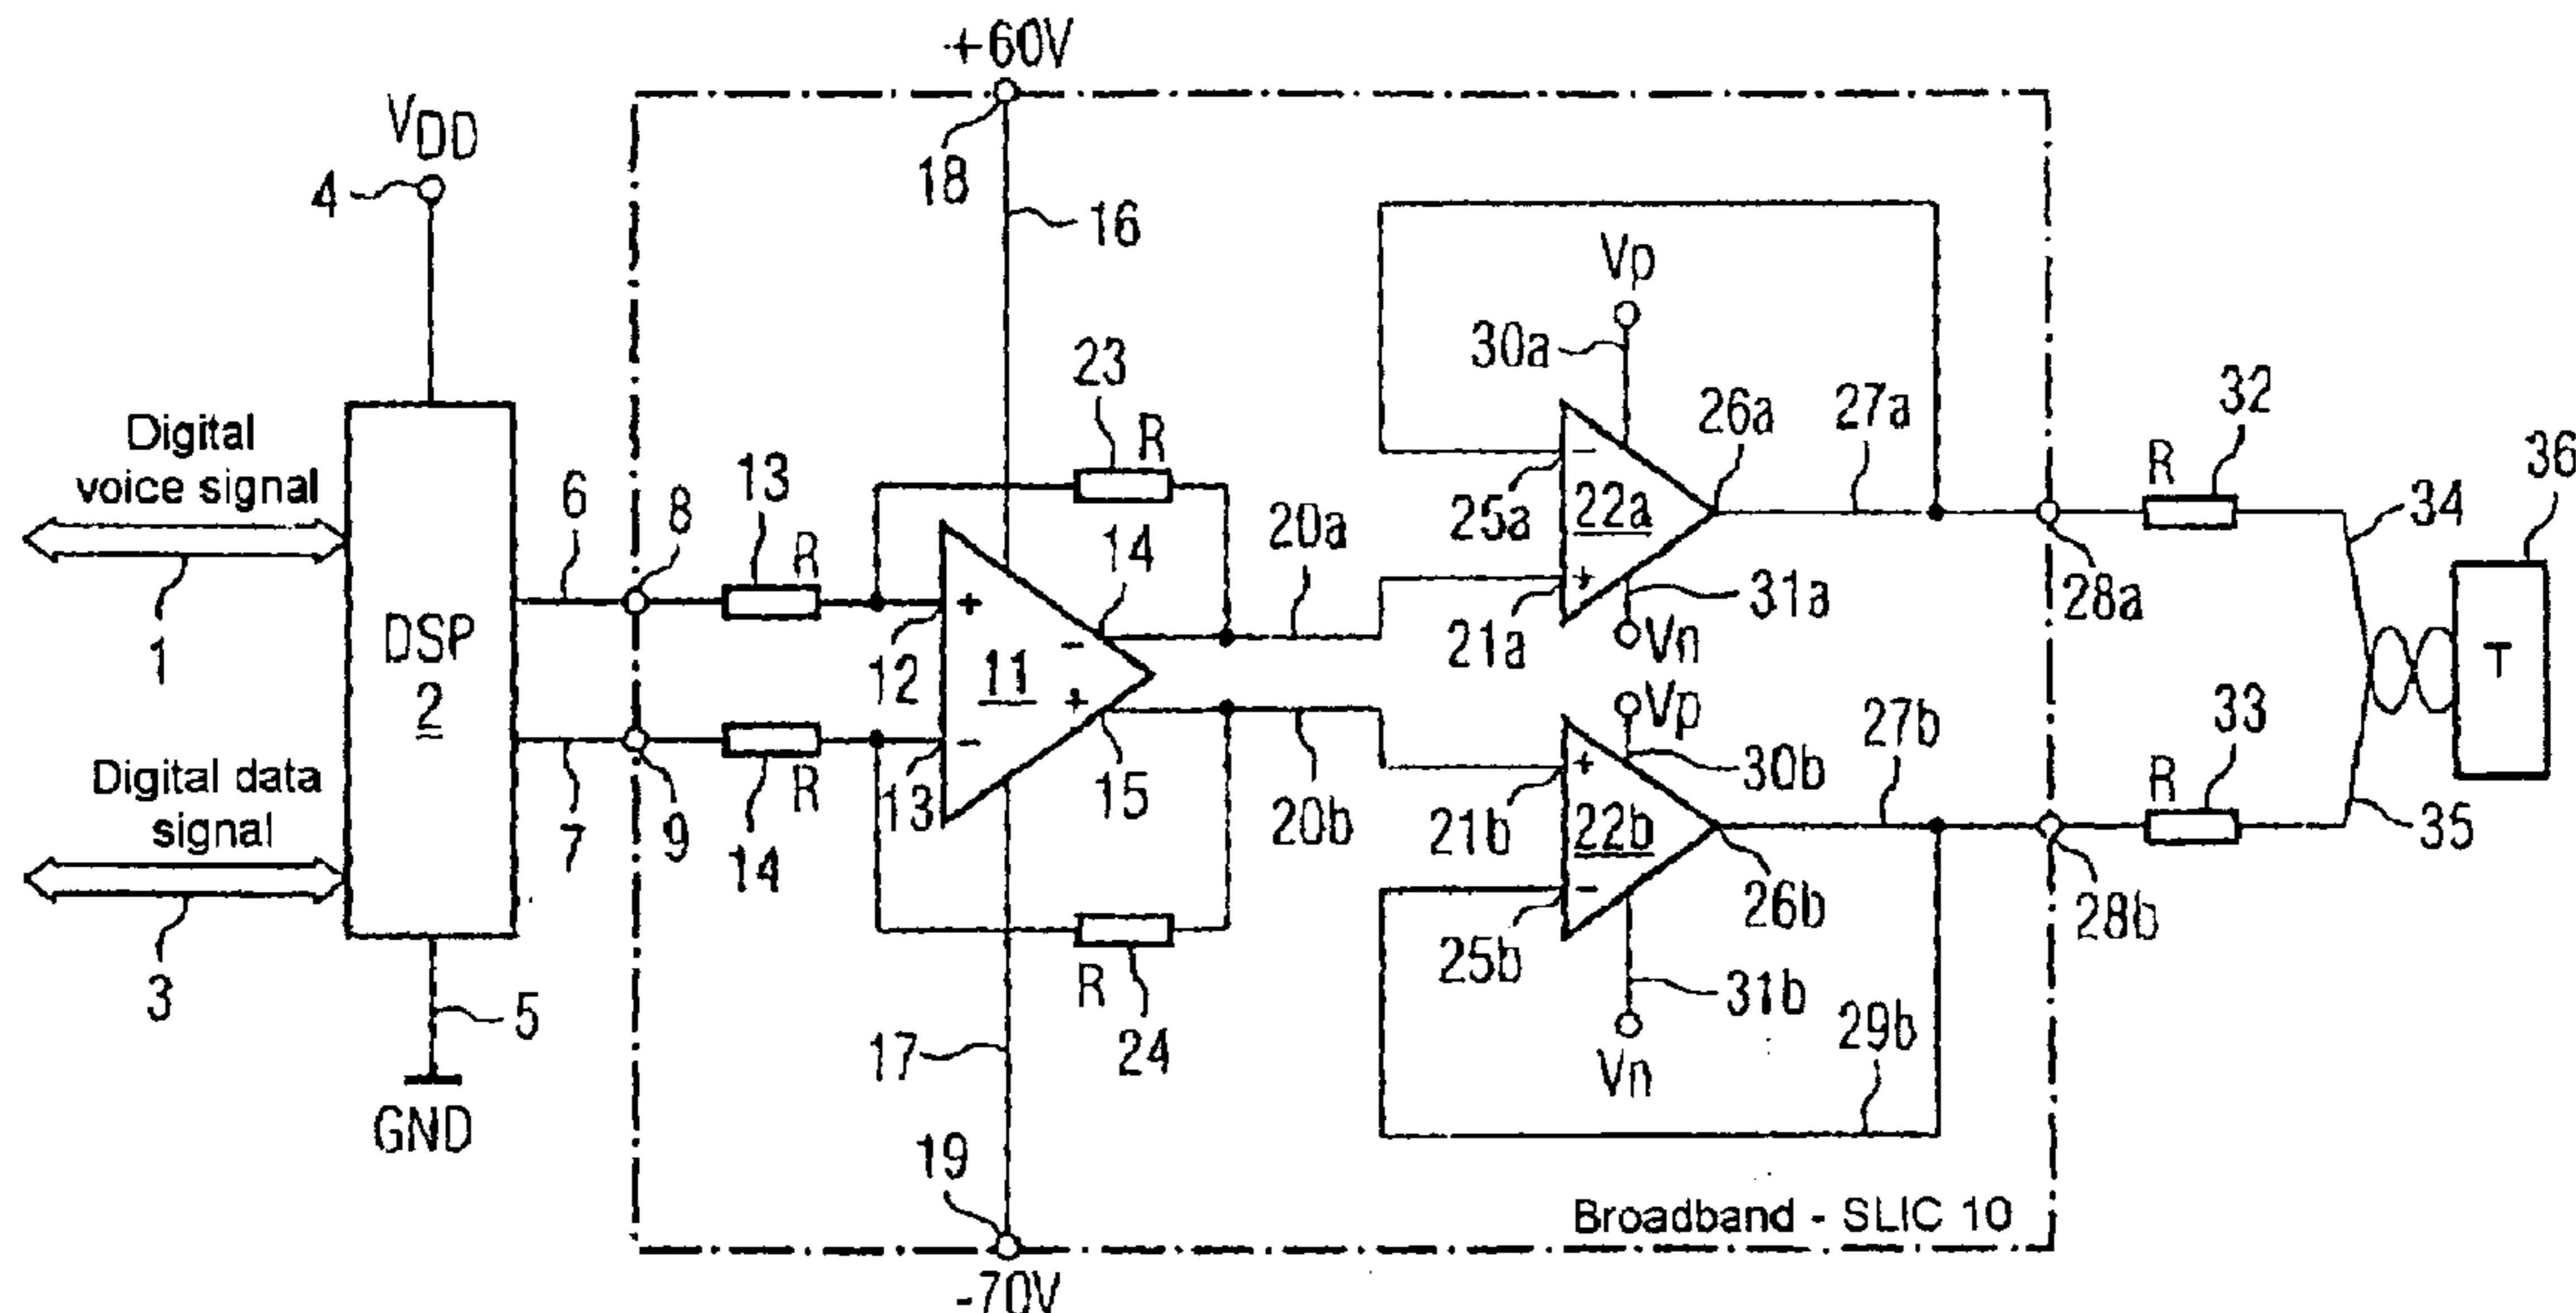 +60V
VDD
4
18
16
Vp
30a
23
R
26a
27a
32
R
36
Digital
voice signal
1
6
8
13
R
14
20a
25a
22a
21a
31a
Vn
28a
34
T
DSP
2
12
11
+
-
-
+
13
15
-
+
Digital data
signal
3
7
9
14
R
20b
Vp
30b
21b
22b
+
-
25b
26b
27b
33
R
35
28b
5
GND
17
R
24
31b
Vn
29b
19
-70V
Broadband - SLIC 10